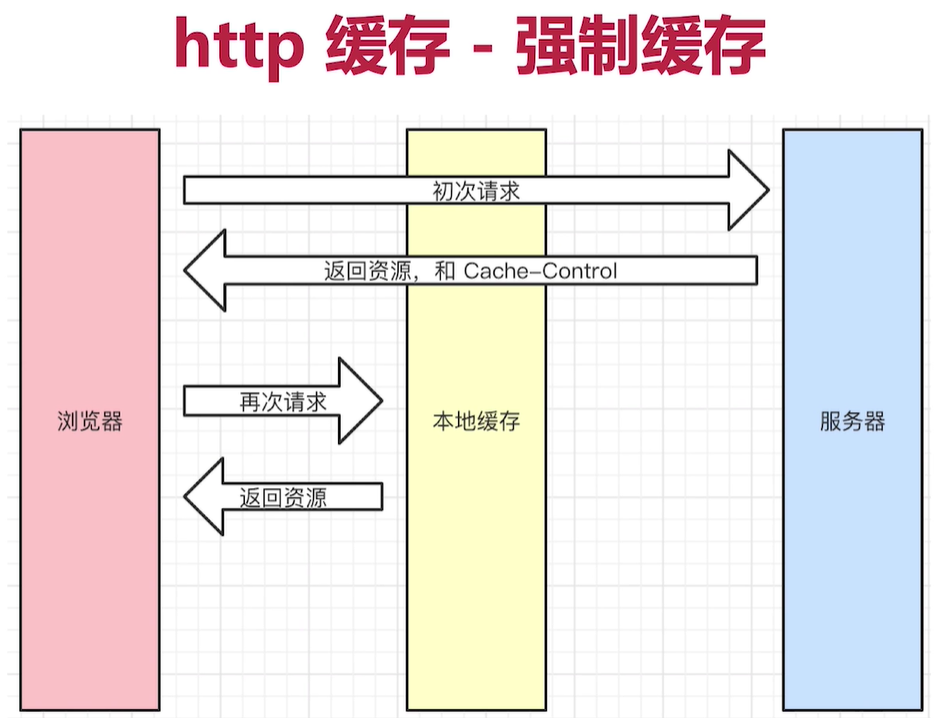 http 缓存 - 强制缓存
初次请求
返回资源，和 Cache-Control
再次请求
浏览器
本地缓存
服务器
返回资源